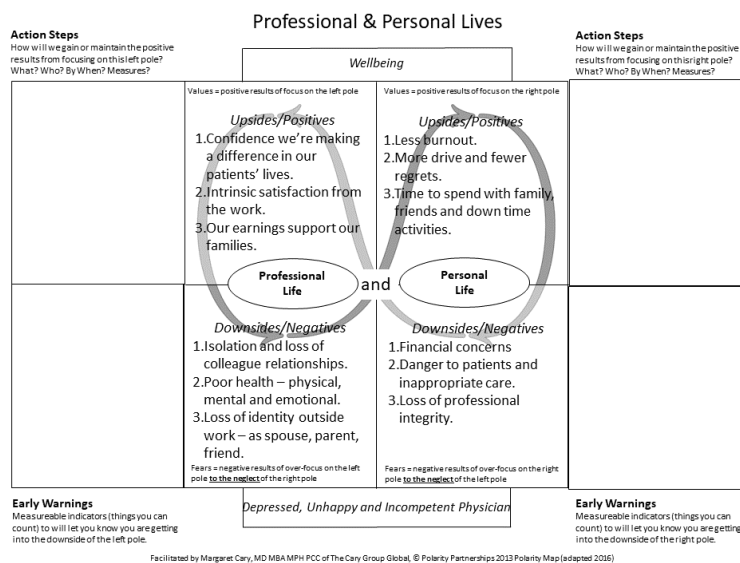 Professional & Personal Lives
Action Steps
How will we gain or maintain the positive
results from focusing on this left pole?
What? Who? By When? Measures?
Action Steps
How will we gain or maintain the positive
results from focusing on this right pole?
What? Who? By When? Measures?
Wellbeing
Values = positive results of focus on the left pole
Upsides/Positives
1.Confidence we're making
a difference in our
patients' lives.
2.Intrinsic satisfaction from
the work.
3.Our earnings support our
families.
Values = positive results of focus on the right pole
Upsides/Positives
1.Less burnout.
2.More drive and fewer
regrets.
3.Time to spend with family,
friends and down time
activities.
Professional
Life
and
Personal
Life
Downsides/Negatives
1.Isolation and loss of
colleague relationships.
2.Poor health – physical,
mental and emotional.
3.Loss of identity outside
work – as spouse, parent,
friend.
Fears = negative results of over-focus on the left
pole to the neglect of the right pole
Downsides/Negatives
1.Financial concerns
2.Danger to patients and
inappropriate care.
3.Loss of professional
integrity.
Fears = negative results of over-focus on the right
pole to the neglect of the left pole
Early Warnings
Measureable indicators (things you can
count) to will let you know you are getting
into the downside of the left pole.
Depressed, Unhappy and Incompetent Physician
Early Warnings
Measureable indicators (things you can
count) to will let you know you are getting
into the downside of the right pole.
Facilitated by Margaret Cary, MD MBA MPH PCC of The Cary Group Global, © Polarity Partnerships 2013 Polarity Map (adapted 2016)